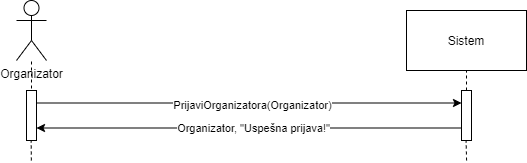 Sistem
Organizator
PrijaviOrganizatora(Organizator)
Organizator, "Uspešna prijava!"